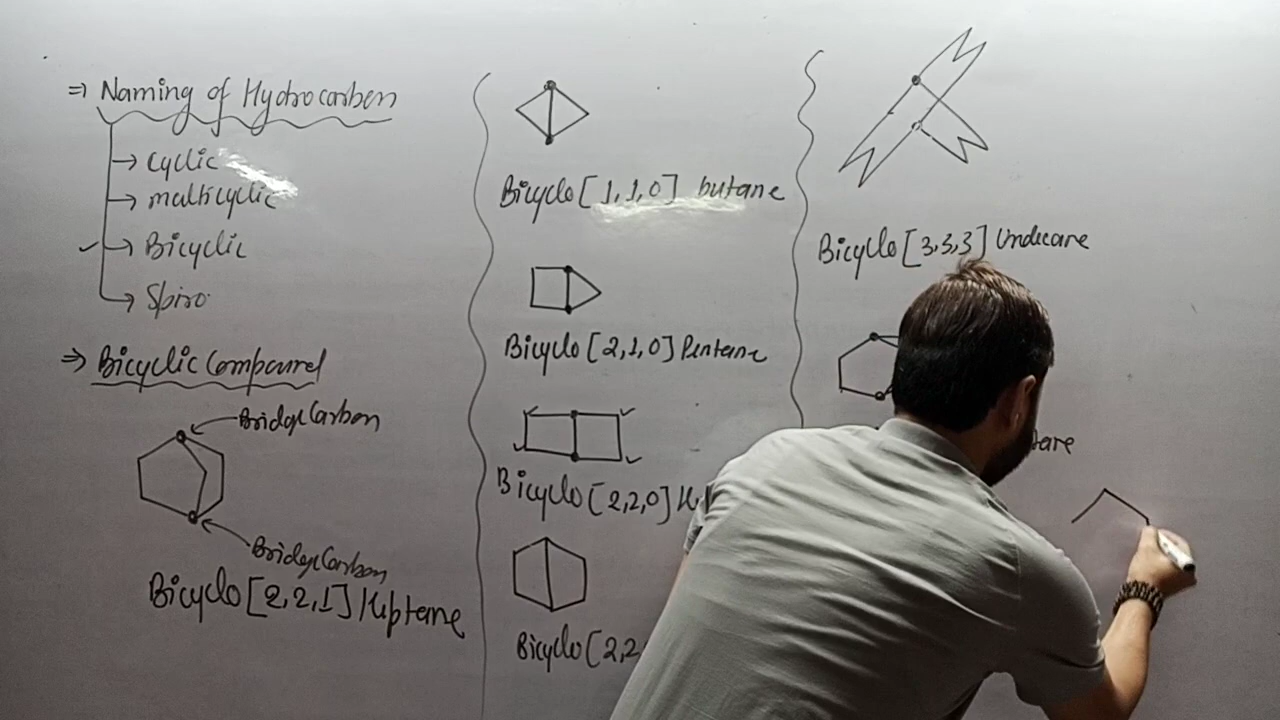 ⇒ Naming of Hydrocarbon
→ Cyclic
→ multicyclic
✓→ Bicyclic
→ Spiro
⇒ Bicyclic Compound
Bridge Carbon
Bridge Carbon
Bicyclo [2,2,1] Heptane
Bicyclo [1,1,0] butane
Bicyclo [2,1,0] Pentane
Bicyclo [2,2,0] H
Bicyclo [2,2
Bicyclo [3,3,3] Undecane